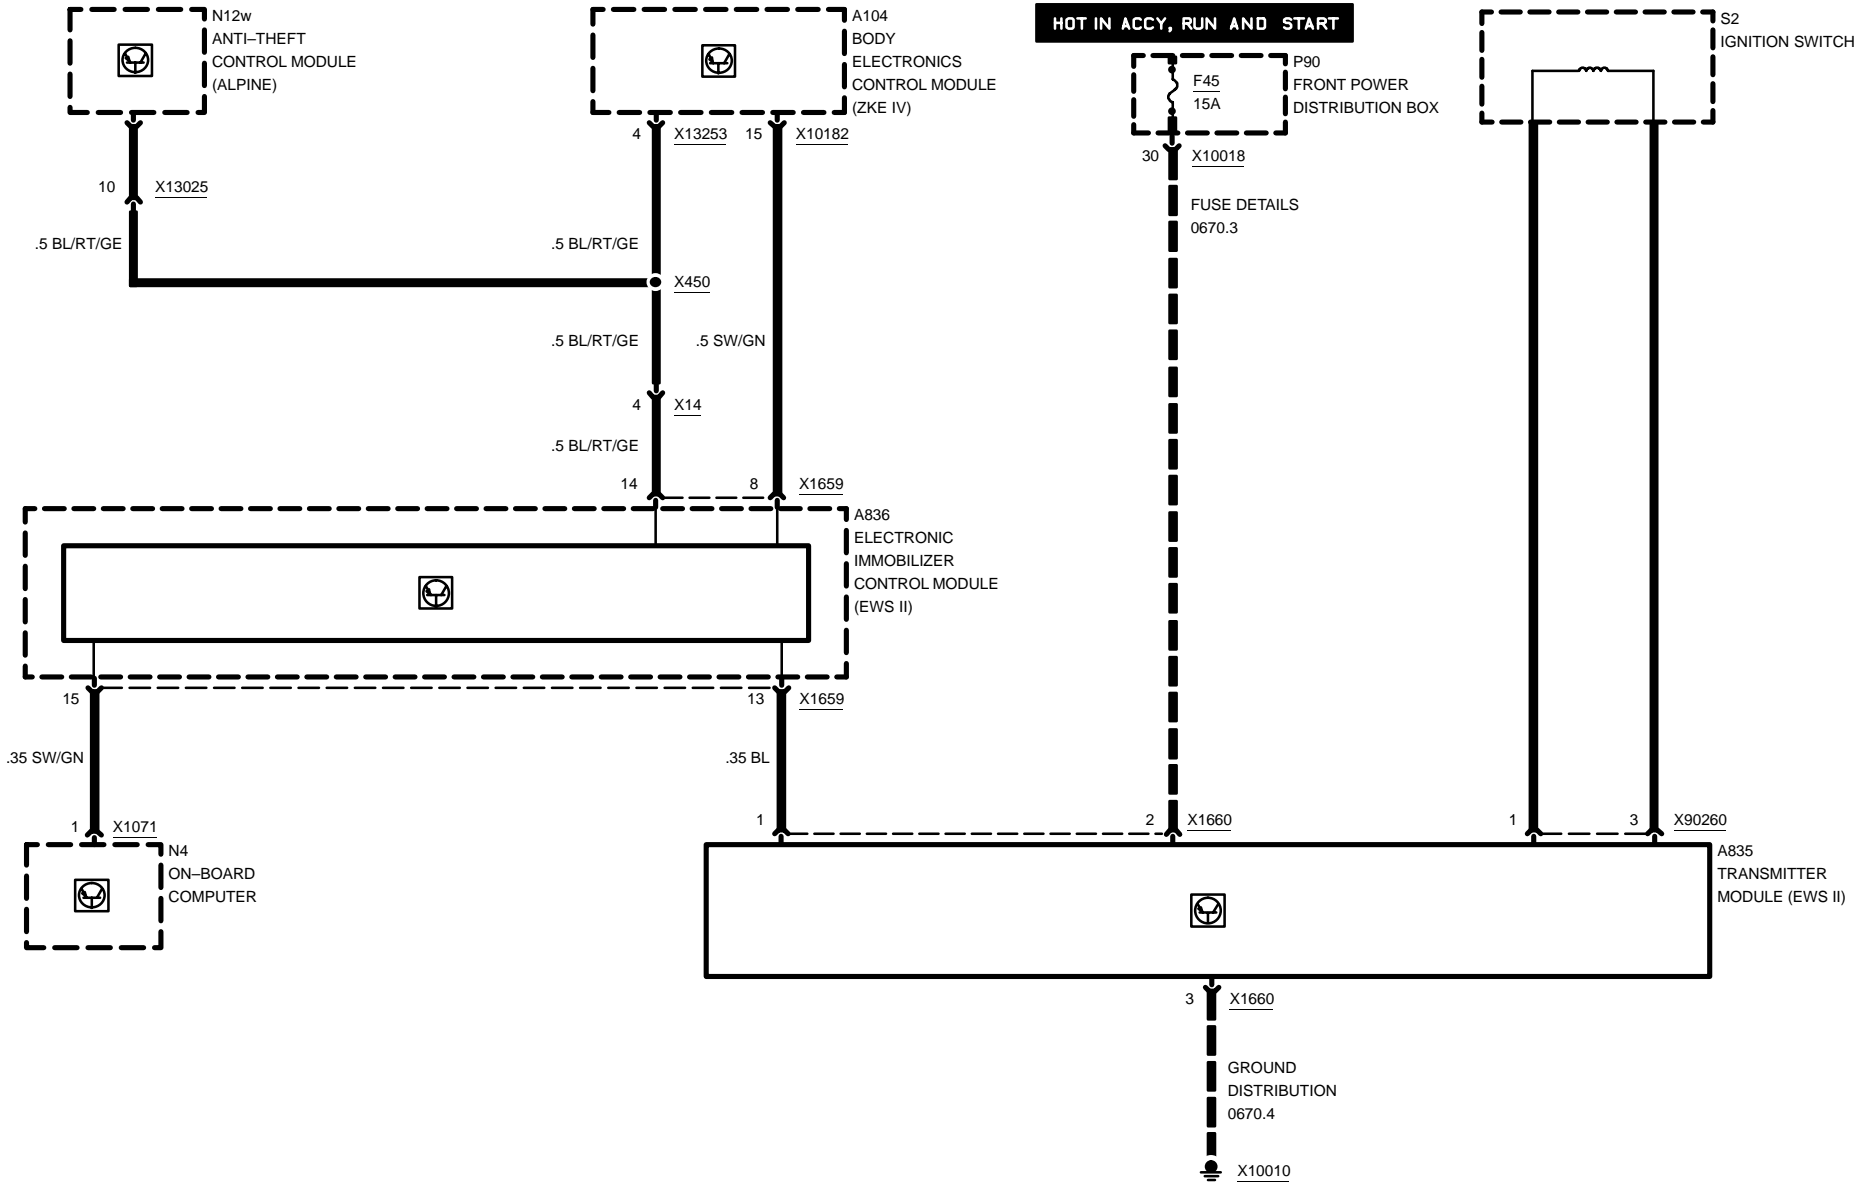 N12w
ANTI–THEFT
CONTROL MODULE
(ALPINE)
A104
BODY
ELECTRONICS
CONTROL MODULE
(ZKE IV)
HOT IN ACCY, RUN AND START
P90
FRONT POWER
DISTRIBUTION BOX
F45
15A
S2
IGNITION SWITCH
4
X13253
15
X10182
30
X10018
10
X13025
FUSE DETAILS
0670.3
.5 BL/RT/GE
.5 BL/RT/GE
X450
.5 BL/RT/GE
.5 SW/GN
4
X14
.5 BL/RT/GE
14
8
X1659
A836
ELECTRONIC
IMMOBILIZER
CONTROL MODULE
(EWS II)
15
13
X1659
.35 SW/GN
.35 BL
1
X1071
1
2
X1660
1
3
X90260
N4
ON–BOARD
COMPUTER
A835
TRANSMITTER
MODULE (EWS II)
3
X1660
GROUND
DISTRIBUTION
0670.4
X10010